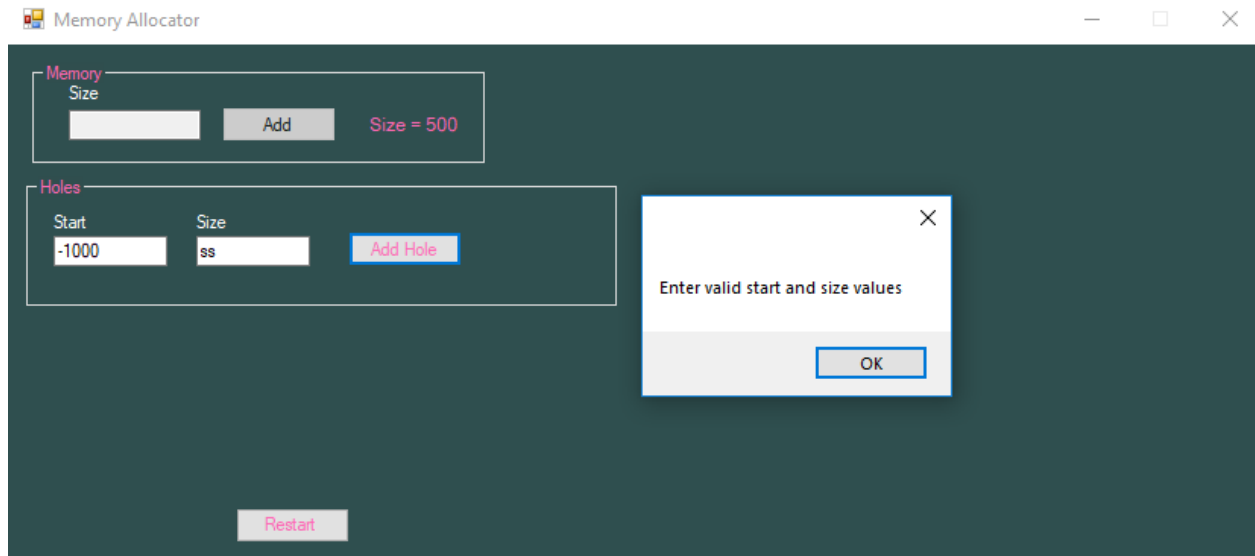 Memory Allocator
Memory
Size
Add
Size = 500
Holes
Start Size
-1000 ss Add Hole
Enter valid start and size values
OK
Restart